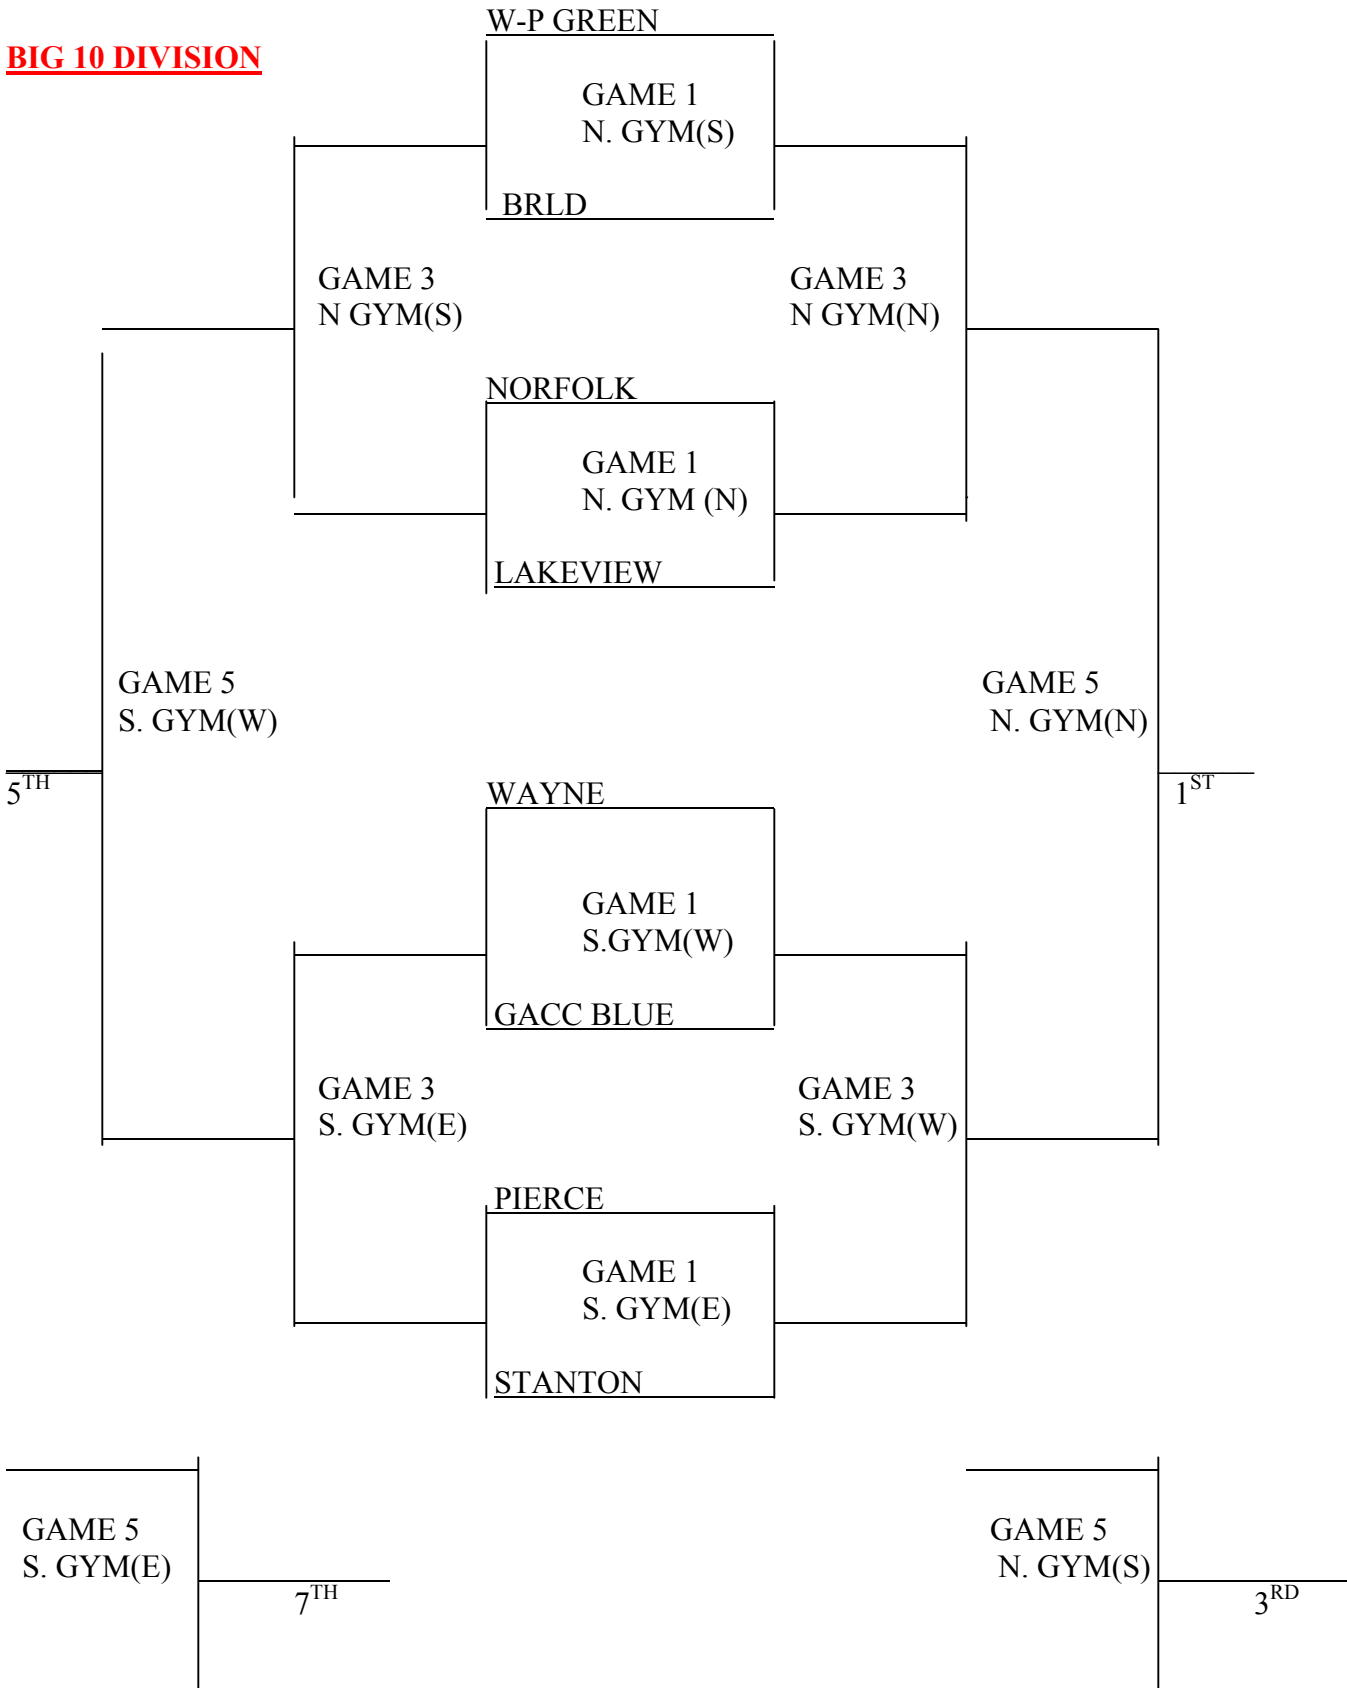 W-P GREEN
BIG 10 DIVISION
GAME 1
N. GYM(S)
BRLD
GAME 3
N GYM(S)
GAME 3
N GYM(N)
NORFOLK
GAME 1
N. GYM (N)
LAKEVIEW
GAME 5
S. GYM(W)
GAME 5
N. GYM(N)
5TH
WAYNE
1ST
GAME 1
S.GYM(W)
GACC BLUE
GAME 3
S. GYM(E)
GAME 3
S. GYM(W)
PIERCE
GAME 1
S. GYM(E)
STANTON
GAME 5
S. GYM(E)
7TH
GAME 5
N. GYM(S)
3RD